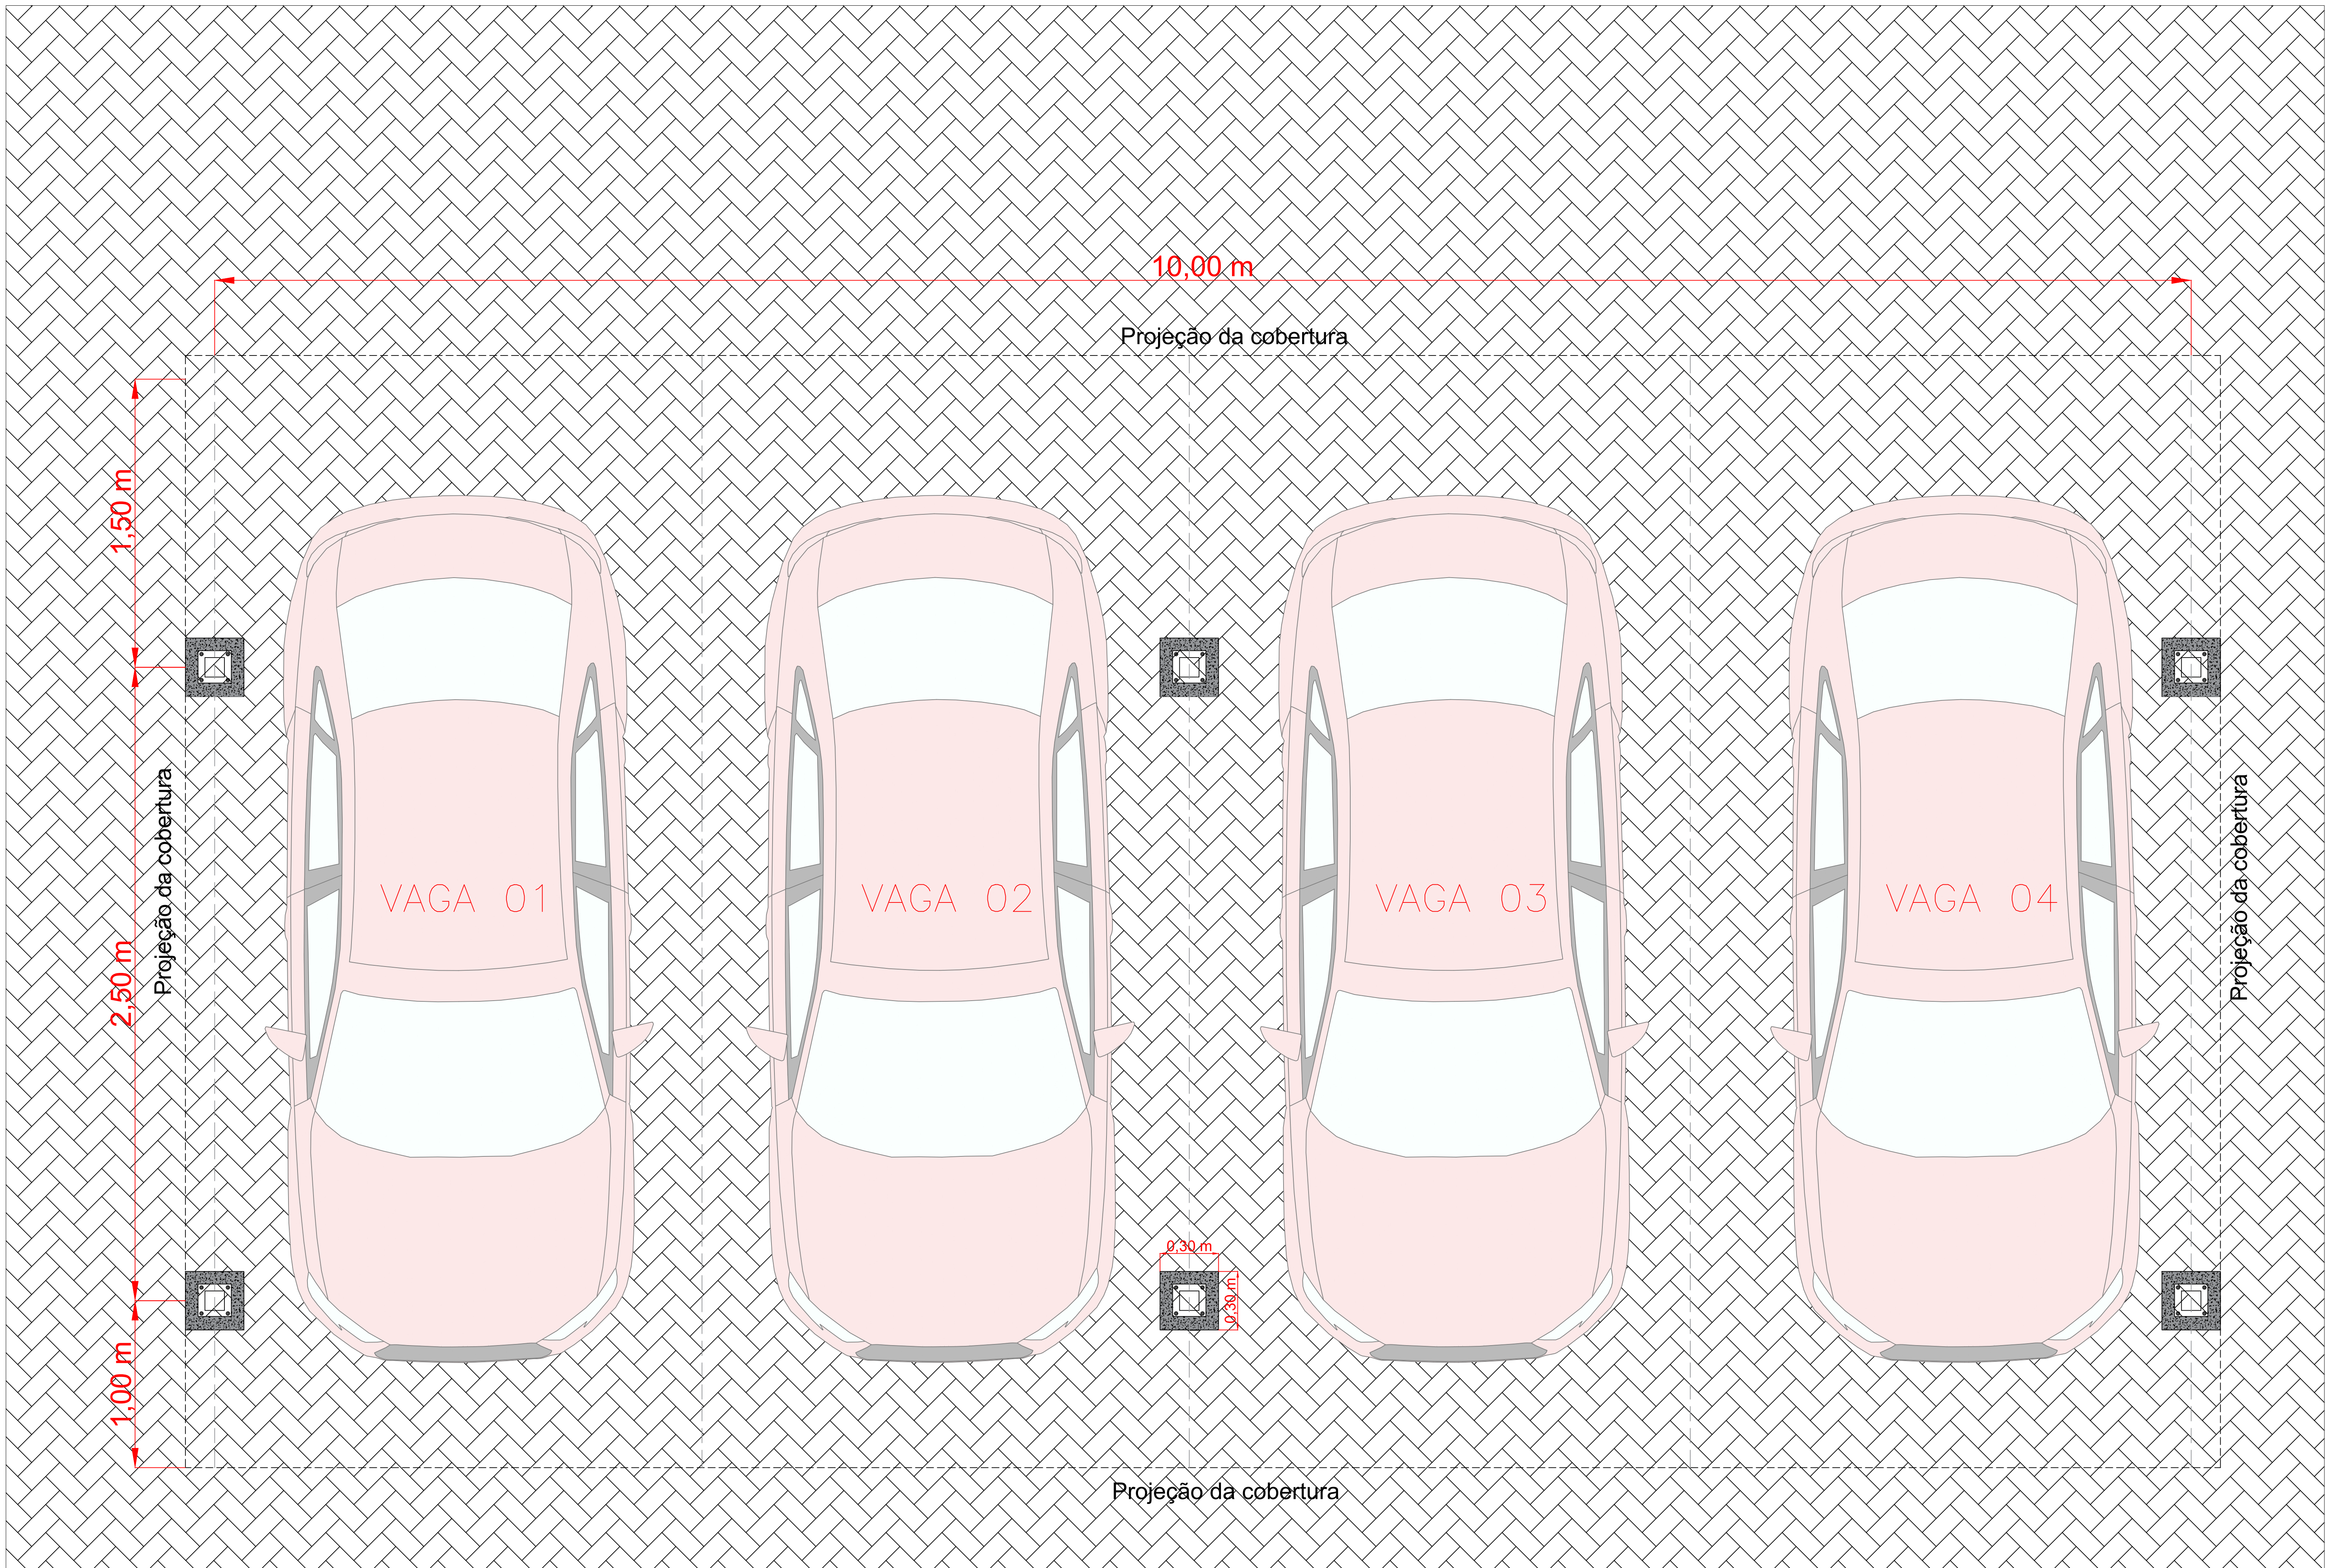 10,00 m
Projeção da cobertura
1,50 m
Projeção da cobertura
Projeção da cobertura
VAGA 01
VAGA 02
VAGA 03
VAGA 04
2,50 m
0,30 m
0,30 m
1,00 m
Projeção da cobertura